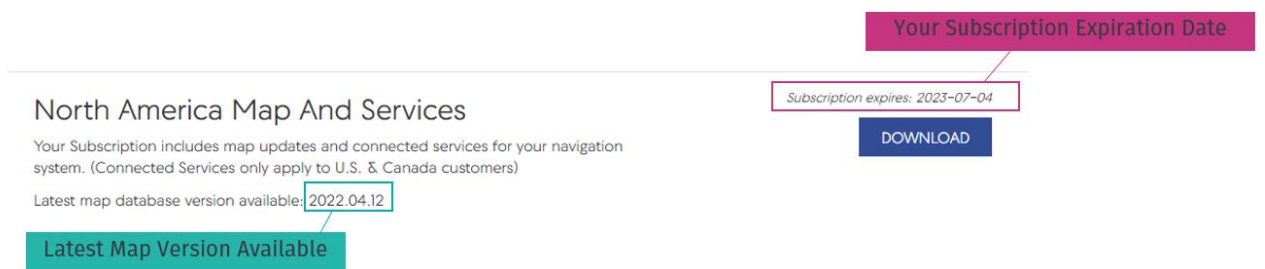 Your Subscription Expiration Date
Subscription expires: 2023-07-04
North America Map And Services
DOWNLOAD
Your Subscription includes map updates and connected services for your navigation
system. (Connected Services only apply to U.S. & Canada customers)
Latest map database version available: 2022.04.12
Latest Map Version Available